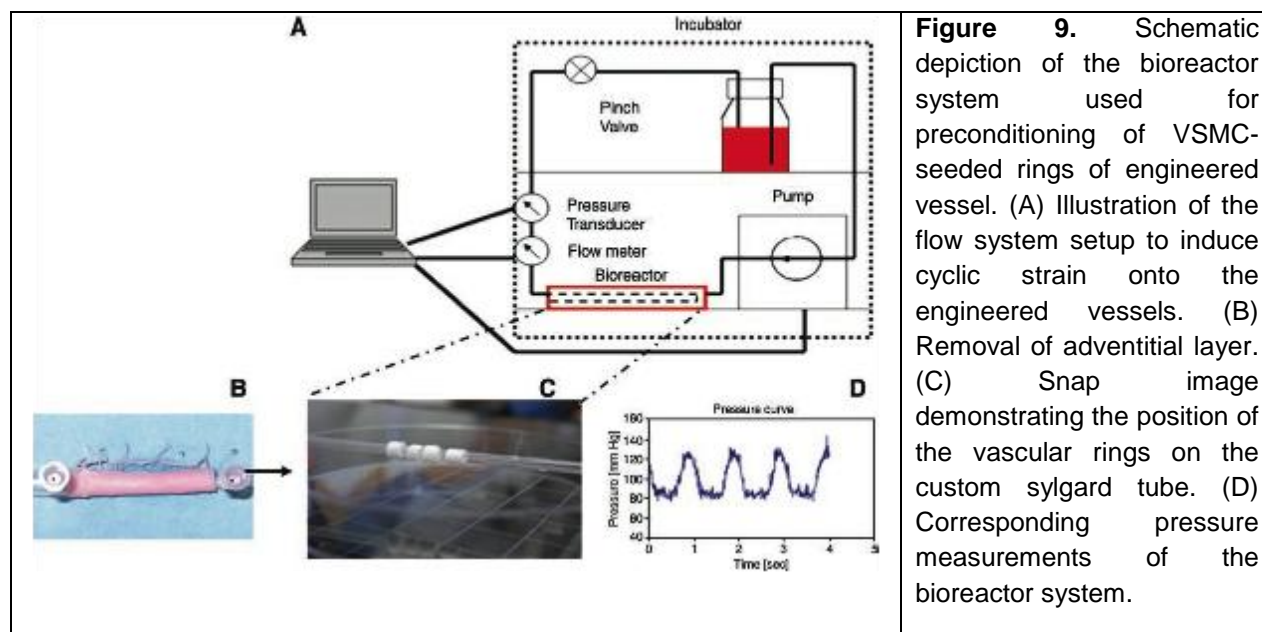 A
Incubator
Pinch
Valve
Pressure
Transducer
Flow meter
Bioreactor
Pump
B
C
D
Pressure curve
Pressure [mm Hg]
160
140
120
100
80
60
40
0 1 2 3 4 5
Time [sec]
Figure 9. Schematic
depiction of the bioreactor
system used for
preconditioning of VSMC-
seeded rings of engineered
vessel. (A) Illustration of the
flow system setup to induce
cyclic strain onto the
engineered vessels. (B)
Removal of adventitial layer.
(C) Snap image
demonstrating the position of
the vascular rings on the
custom sylgard tube. (D)
Corresponding pressure
measurements of the
bioreactor system.